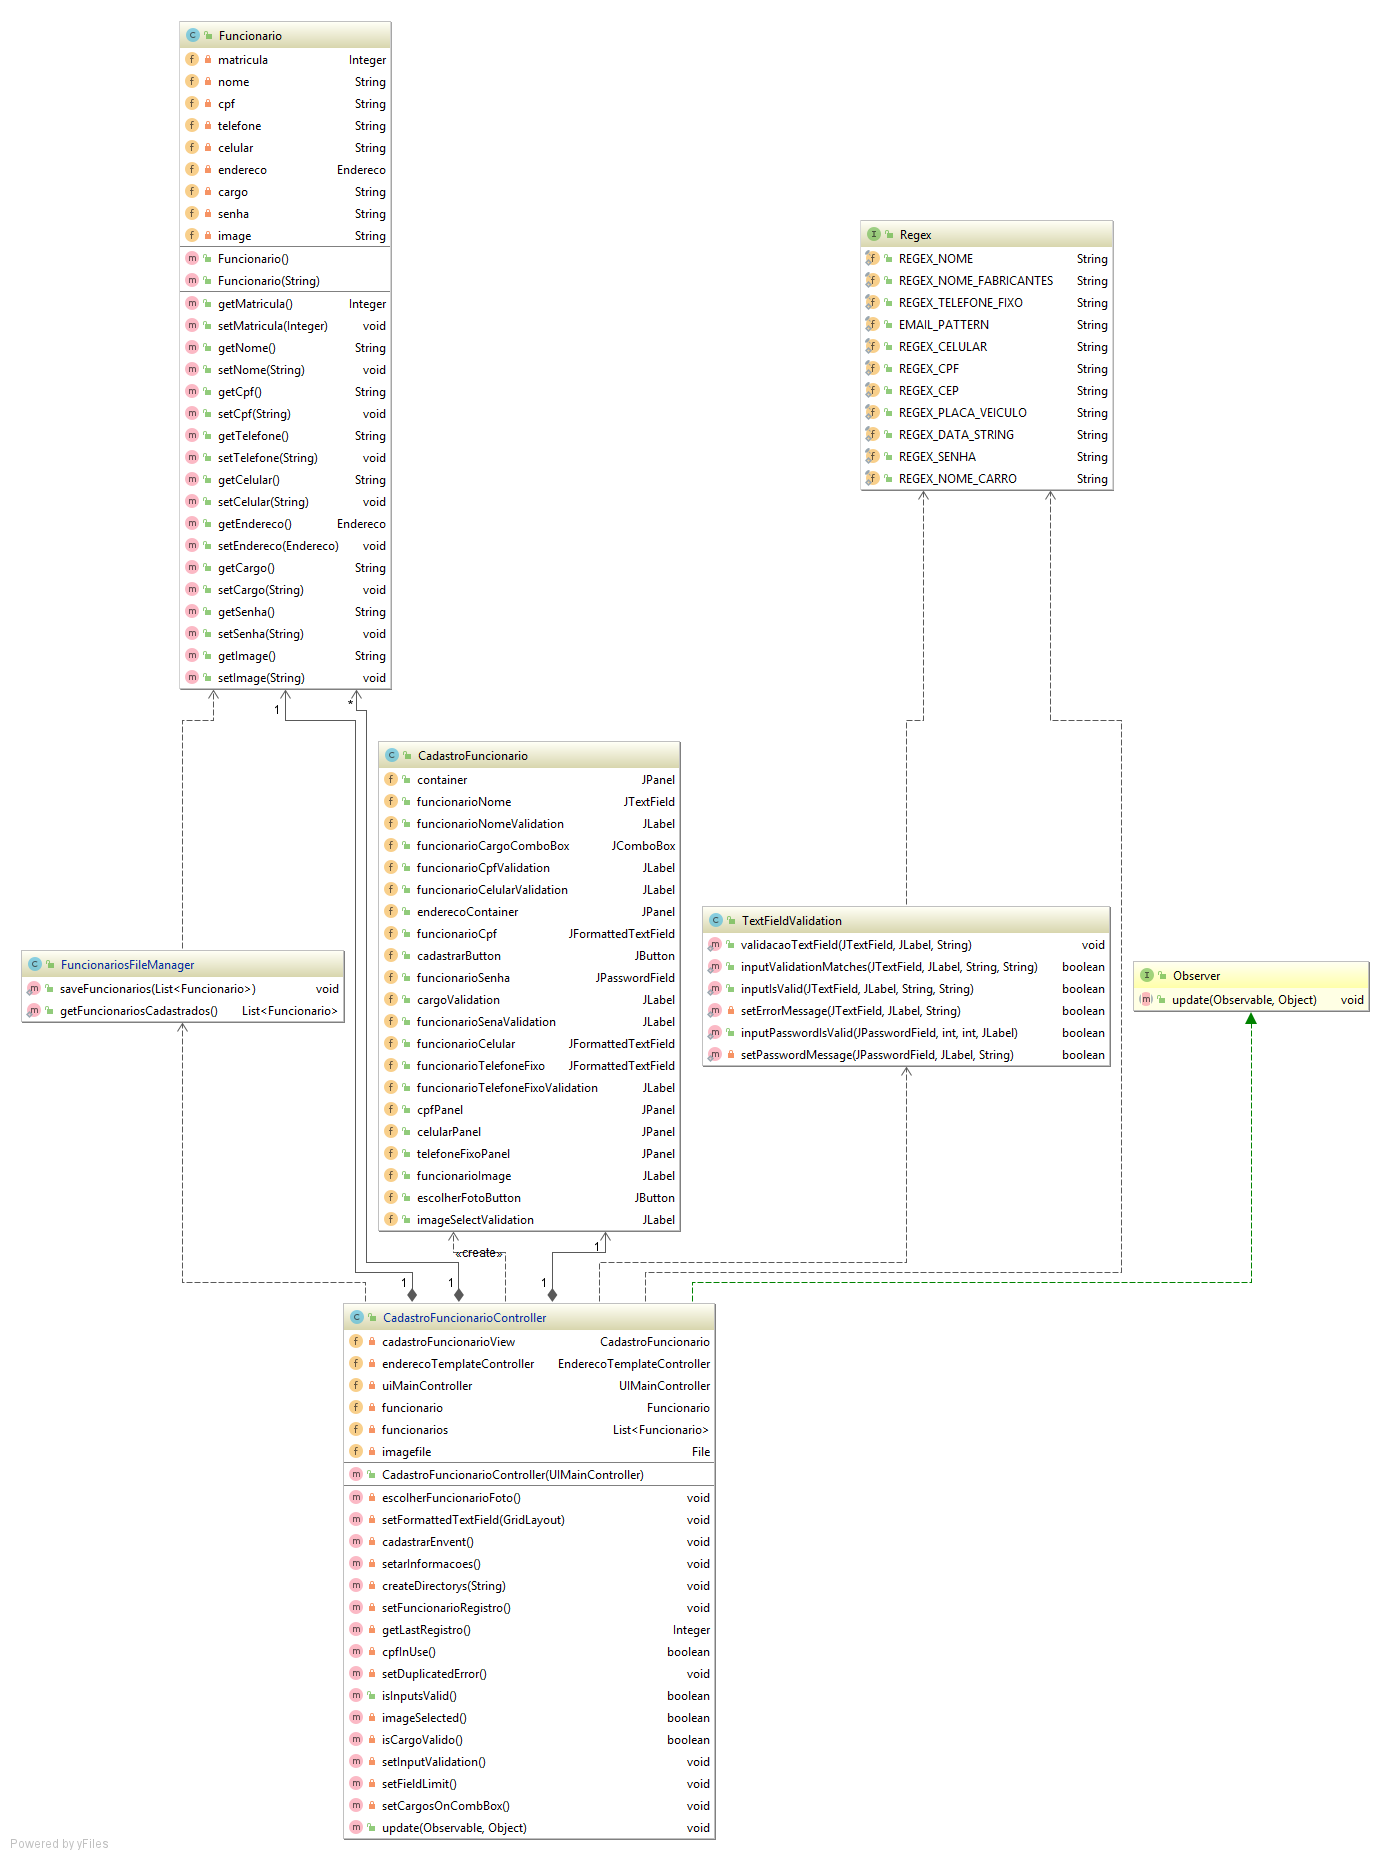 Funcionario
matricula Integer
nome String
cpf String
telefone String
celular String
endereco Endereco
cargo String
senha String
image String
Funcionario()
Funcionario(String)
getMatricula() Integer
setMatricula(Integer) void
getNome() String
setNome(String) void
getCpf() String
setCpf(String) void
getTelefone() String
setTelefone(String) void
getCelular() String
setCelular(String) void
getEndereco() Endereco
setEndereco(Endereco) void
getCargo() String
setCargo(String) void
getSenha() String
setSenha(String) void
getImage() String
setImage(String) void
Regex
REGEX_NOME String
REGEX_NOME_FABRICANTES String
REGEX_TELEFONE_FIXO String
EMAIL_PATTERN String
REGEX_CELULAR String
REGEX_CPF String
REGEX_CEP String
REGEX_PLACA_VEICULO String
REGEX_DATA_STRING String
REGEX_SENHA String
REGEX_NOME_CARRO String
1
*
CadastroFuncionario
container JPanel
funcionarioNome JTextField
funcionarioNomeValidation JLabel
funcionarioCargoComboBox JComboBox
funcionarioCpfValidation JLabel
funcionarioCelularValidation JLabel
enderecoContainer JPanel
funcionarioCpf JFormattedTextField
cadastrarButton JButton
funcionarioSenha JPasswordField
cargoValidation JLabel
funcionarioSenaValidation JLabel
funcionarioCelular JFormattedTextField
funcionarioTelefoneFixo JFormattedTextField
funcionarioTelefoneFixoValidation JLabel
cpfPanel JPanel
celularPanel JPanel
telefoneFixoPanel JPanel
funcionarioImage JLabel
escolherFotoButton JButton
imageSelectValidation JLabel
TextFieldValidation
validacaoTextField(JTextField, JLabel, String) void
inputValidationMatches(JTextField, JLabel, String, String) boolean
inputIsValid(JTextField, JLabel, String, String) boolean
setErrorMessage(JTextField, JLabel, String) boolean
inputPasswordIsValid(JPasswordField, int, int, JLabel) boolean
setPasswordMessage(JPasswordField, JLabel, String) boolean
FuncionariosFileManager
saveFuncionarios(List<Funcionario>) void
getFuncionariosCadastrados() List<Funcionario>
Observer
update(Observable, Object) void
«create»
1
1
1
1
CadastroFuncionarioController
cadastroFuncionarioView CadastroFuncionario
enderecoTemplateController EnderecoTemplateController
uiMainController UIMainController
funcionario Funcionario
funcionarios List<Funcionario>
imagefile File
CadastroFuncionarioController(UIMainController)
escolherFuncionarioFoto() void
setFormattedTextField(GridLayout) void
cadastrarEnvent() void
setarInformacoes() void
createDirectorys(String) void
setFuncionarioRegistro() void
getLastRegistro() Integer
cpfInUse() boolean
setDuplicatedError() void
isInputsValid() boolean
imageSelected() boolean
isCargoValido() boolean
setInputValidation() void
setFieldLimit() void
setCargosOnCombBox() void
update(Observable, Object) void
Powered by yFiles